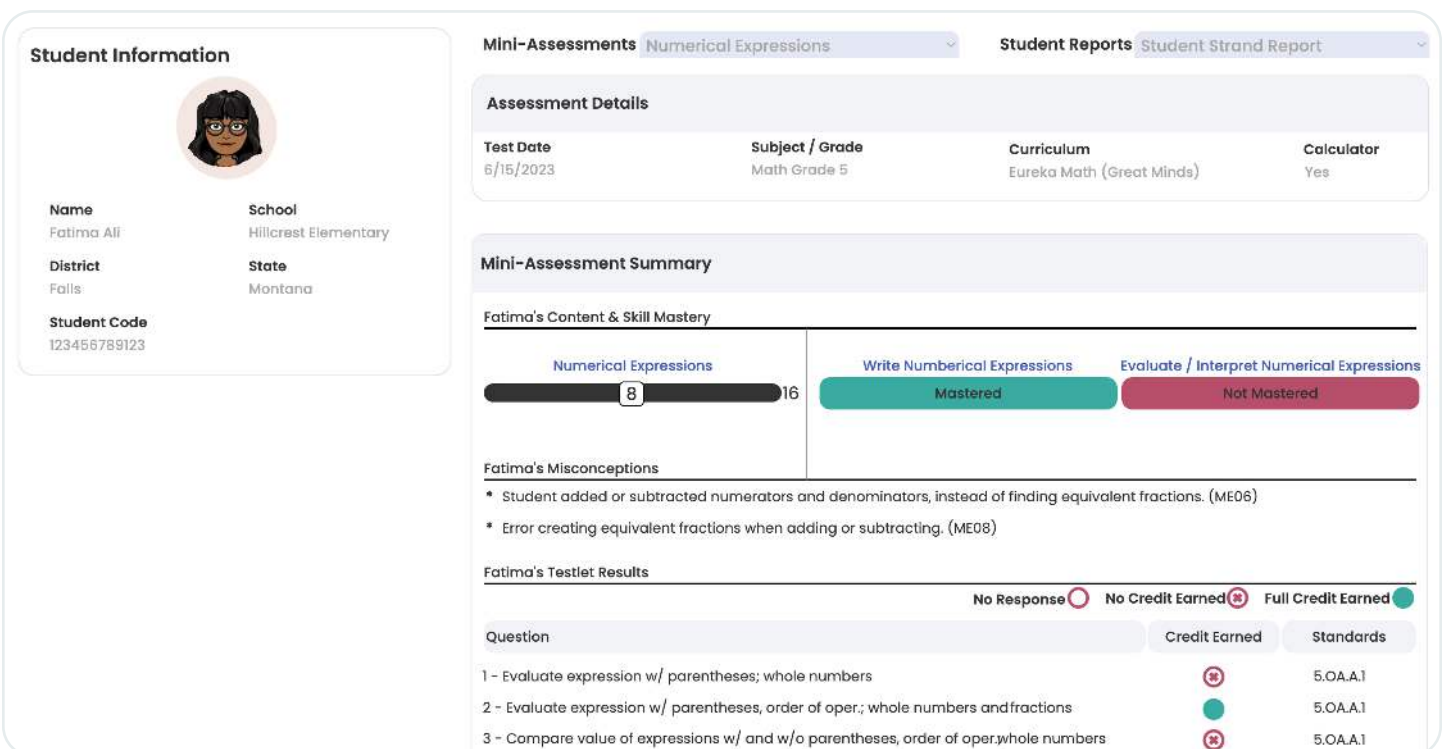 Student Information
Name School
Fatima Ali Hillcrest Elementary
District State
Falls Montana
Student Code
123456789123
Mini-Assessments Numerical Expressions Student Reports Student Strand Report
Assessment Details
Test Date Subject / Grade Curriculum Calculator
6/15/2023 Math Grade 5 Eureka Math (Great Minds) Yes
Mini-Assessment Summary
Fatima's Content & Skill Mastery
Numerical Expressions Write Numberical Expressions Evaluate / Interpret Numerical Expressions
8 16 Mastered Not Mastered
Fatima's Misconceptions
* Student added or subtracted numerators and denominators, instead of finding equivalent fractions. (ME06)
* Error creating equivalent fractions when adding or subtracting. (ME08)
Fatima's Testlet Results
No Response No Credit Earned Full Credit Earned
Question Credit Earned Standards
1 - Evaluate expression w/ parentheses; whole numbers 5.OA.A.1
2 - Evaluate expression w/ parentheses, order of oper.; whole numbers andfractions 5.OA.A.1
3 - Compare value of expressions w/ and w/o parentheses, order of oper.;whole numbers 5.OA.A.1